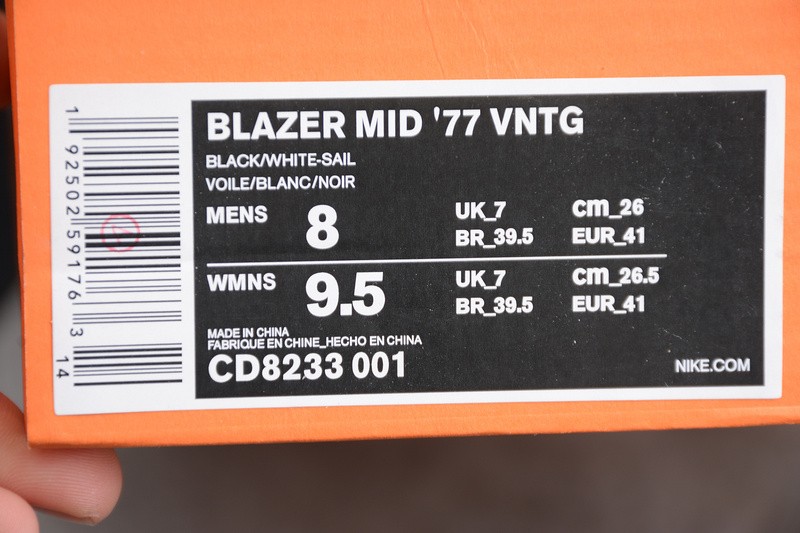 BLAZER MID '77 VNTG
BLACK/WHITE-SAIL
VOILE/BLANC/NOIR
MENS 8 UK_7 cm_26
BR_39.5 EUR_41
WMNS 9.5 UK_7 cm_26.5
BR_39.5 EUR_41
MADE IN CHINA
FABRIQUE EN CHINE_HECHO EN CHINA
CD8233 001
NIKE.COM
1 92502 59176 3 14